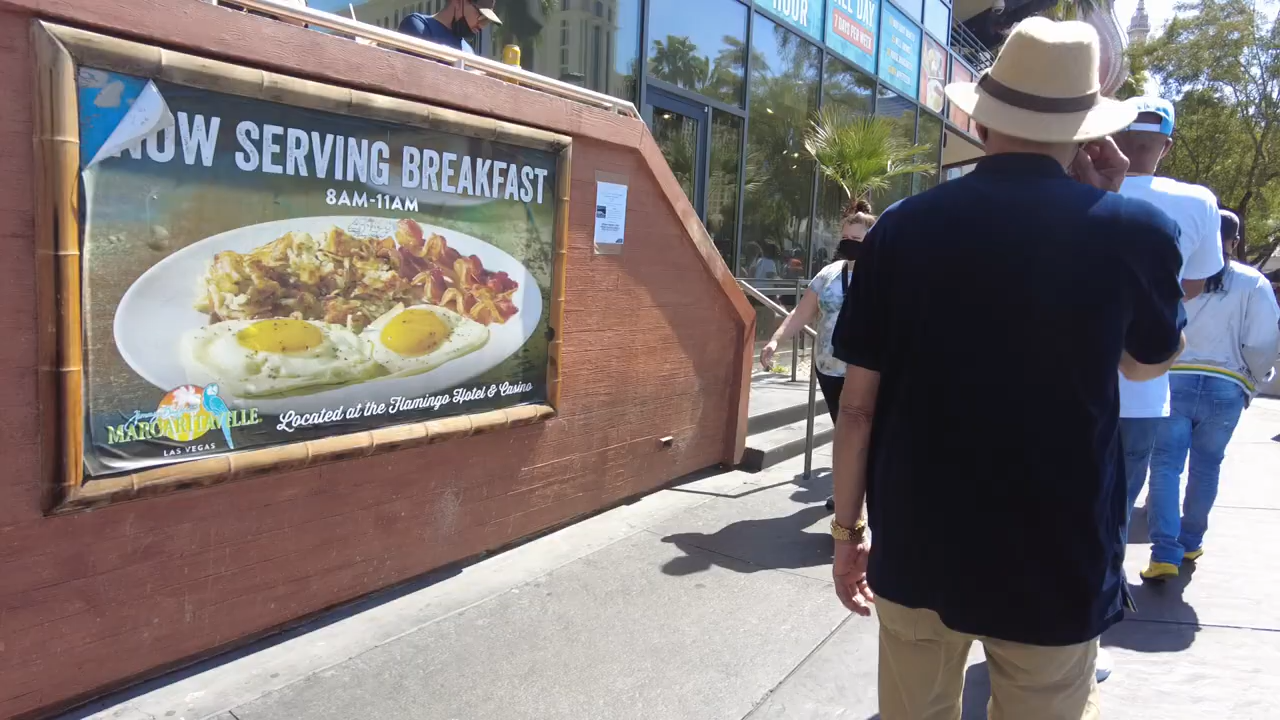 NOW SERVING BREAKFAST
8AM-11AM
MARGARITAVILLE
LAS VEGAS
Located at the Flamingo Hotel & Casino
HOUR
ALL DAY
7 DAYS PER WEEK